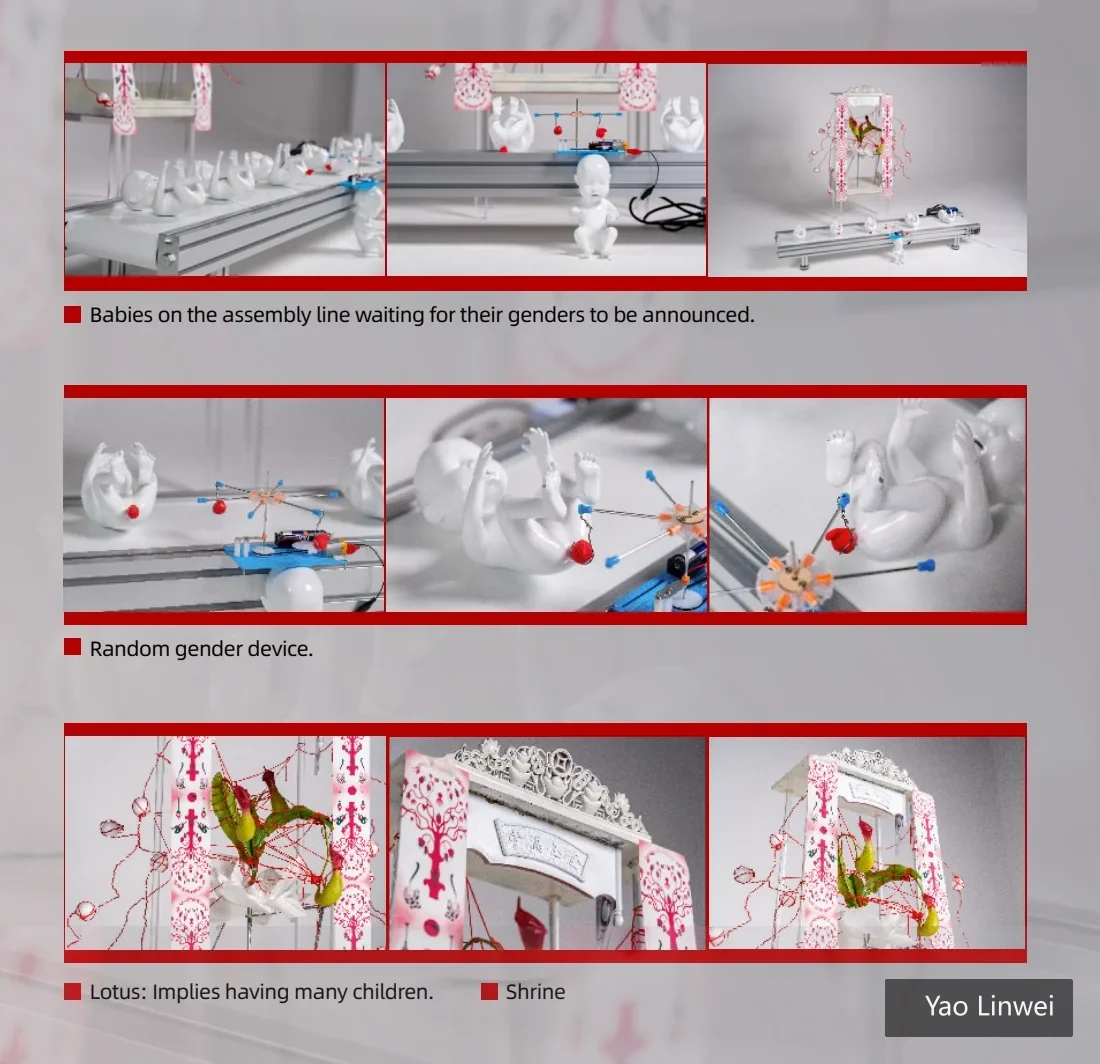 Babies on the assembly line waiting for their genders to be announced.
Random gender device.
Lotus: Implies having many children.
Shrine
Yao Linwei